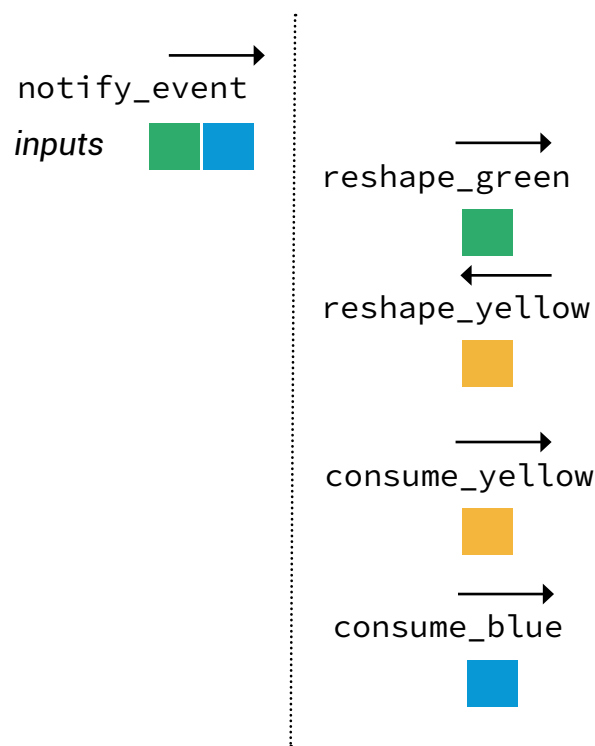 notify_event
inputs
reshape_green
reshape_yellow
consume_yellow
consume_blue